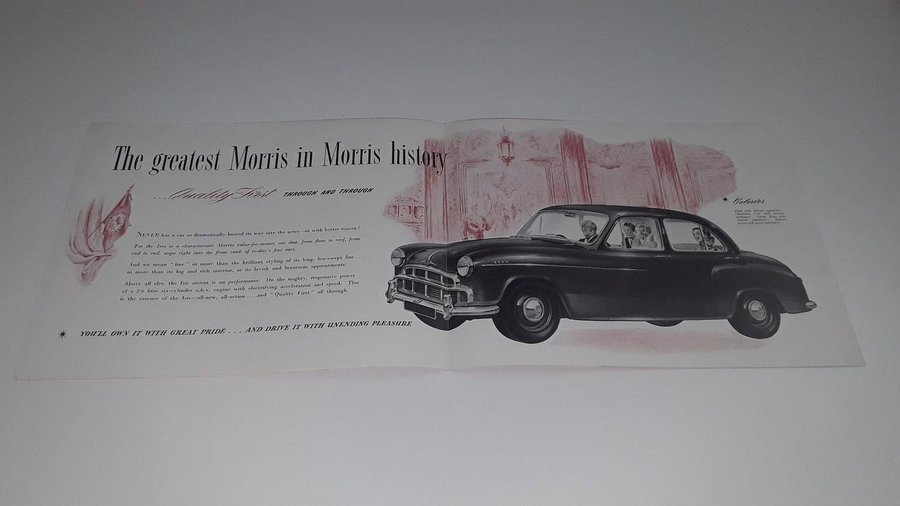 The greatest Morris in Morris history
... Quality First THROUGH AND THROUGH
NEVER has a car so dramatically bowed its way into the news, or with better reason!
For the Isis is a characteristic Morris value-for-money car that, from floor to roof, from
end to end, steps right into the front rank of to-day's fine cars.
And we mean "fine" in more than the brilliant styling of its long, low-swept line ...
in more than its big and rich interior, or its lavish and luxurious appointments.
Above all else, the Isis accent is on performance. On the mighty, responsive power
of a 2.6 litre six-cylinder o.h.v. engine with electrifying acceleration and speed. This
is the essence of the Isis—all-new, all-action ... and "Quality First" all through.
* YOU'LL OWN IT WITH GREAT PRIDE ... AND DRIVE IT WITH UNENDING PLEASURE
* Colours